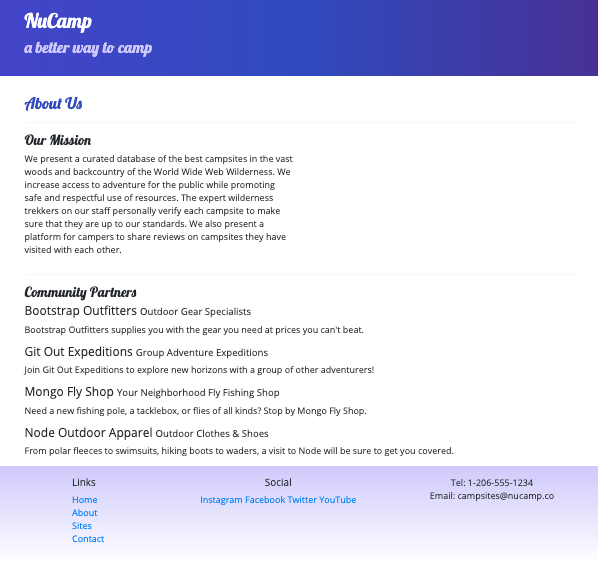 NuCamp
a better way to camp
About Us
Our Mission
We present a curated database of the best campsites in the vast
woods and backcountry of the World Wide Web Wilderness. We
increase access to adventure for the public while promoting
safe and respectful use of resources. The expert wilderness
trekkers on our staff personally verify each campsite to make
sure that they are up to our standards. We also present a
platform for campers to share reviews on campsites they have
visited with each other.
Community Partners
Bootstrap Outfitters Outdoor Gear Specialists
Bootstrap Outfitters supplies you with the gear you need at prices you can't beat.
Git Out Expeditions Group Adventure Expeditions
Join Git Out Expeditions to explore new horizons with a group of other adventurers!
Mongo Fly Shop Your Neighborhood Fly Fishing Shop
Need a new fishing pole, a tacklebox, or flies of all kinds? Stop by Mongo Fly Shop.
Node Outdoor Apparel Outdoor Clothes & Shoes
From polar fleeces to swimsuits, hiking boots to waders, a visit to Node will be sure to get you covered.
Links
Home
About
Sites
Contact
Social
Instagram Facebook Twitter YouTube
Tel: 1-206-555-1234
Email: campsites@nucamp.co